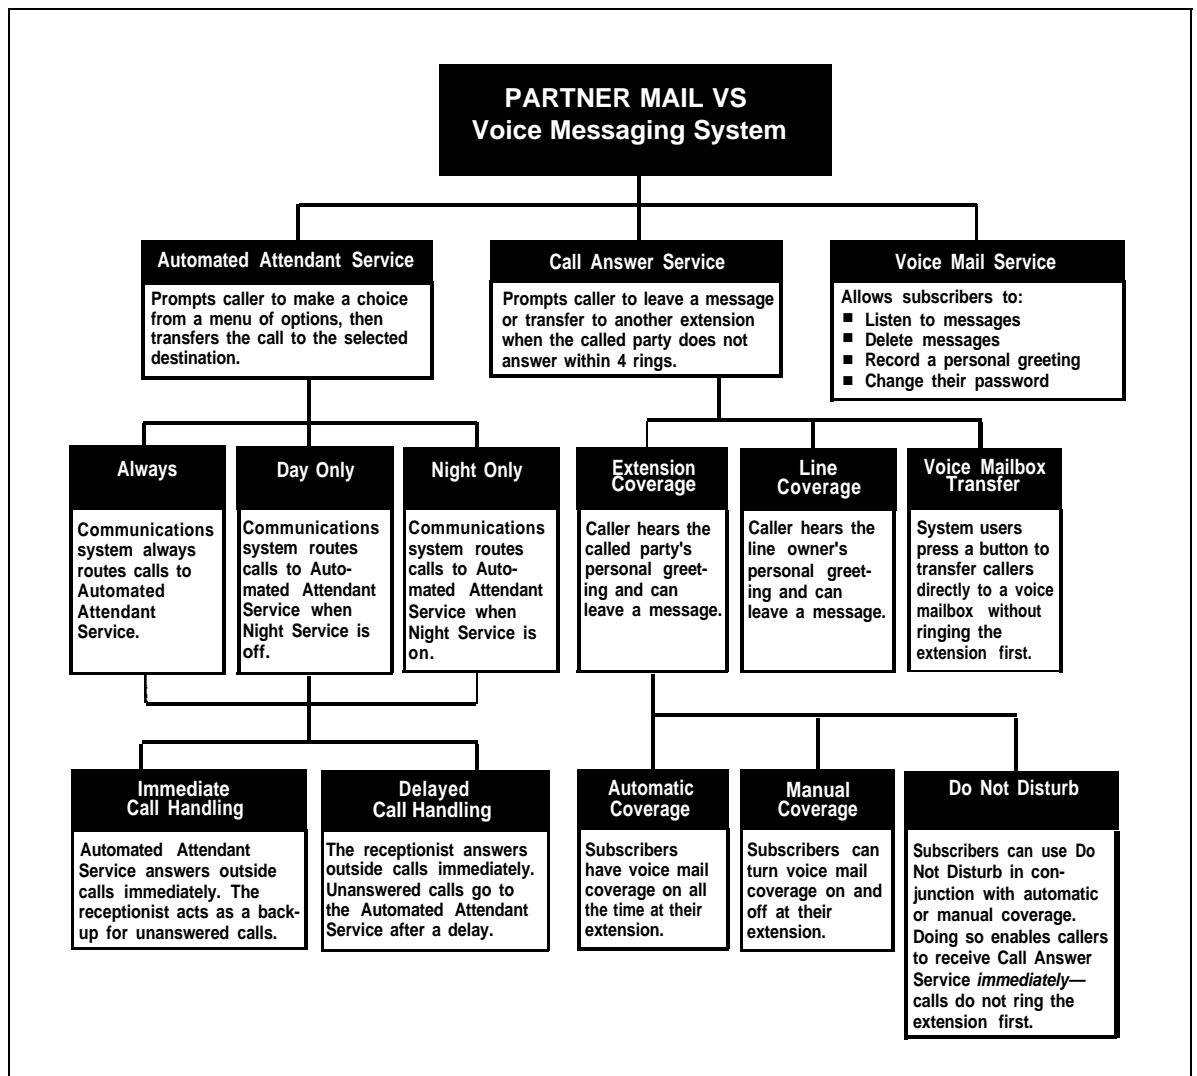 PARTNER MAIL VS
Voice Messaging System
Automated Attendant Service
Prompts caller to make a choice
from a menu of options, then
transfers the call to the selected
destination.
Call Answer Service
Prompts caller to leave a message
or transfer to another extension
when the called party does not
answer within 4 rings.
Voice Mail Service
Allows subscribers to:
■ Listen to messages
■ Delete messages
■ Record a personal greeting
■ Change their password
Always
Communications
system always
routes calls to
Automated
Attendant
Service.
Day Only
Communications
system routes
calls to Auto-
mated Attendant
Service when
Night Service is
off.
Night Only
Communications
system routes
calls to Auto-
mated Attendant
Service when
Night Service is
on.
Extension
Coverage
Caller hears the
called party's
personal greet-
ing and can
leave a message.
Line
Coverage
Caller hears the
line owner's
personal greet-
ing and can
leave a message.
Voice Mailbox
Transfer
System users
press a button to
transfer callers
directly to a voice
mailbox without
ringing the
extension first.
Immediate
Call Handling
Automated Attendant
Service answers outside
calls immediately. The
receptionist acts as a back-
up for unanswered calls.
Delayed
Call Handling
The receptionist answers
outside calls immediately.
Unanswered calls go to
the Automated Attendant
Service after a delay.
Automatic
Coverage
Subscribers
have voice mail
coverage on all
the time at their
extension.
Manual
Coverage
Subscribers can
turn voice mail
coverage on and
off at their
extension.
Do Not Disturb
Subscribers can use Do
Not Disturb in con-
junction with automatic
or manual coverage.
Doing so enables callers
to receive Call Answer
Service immediately—
calls do not ring the
extension first.